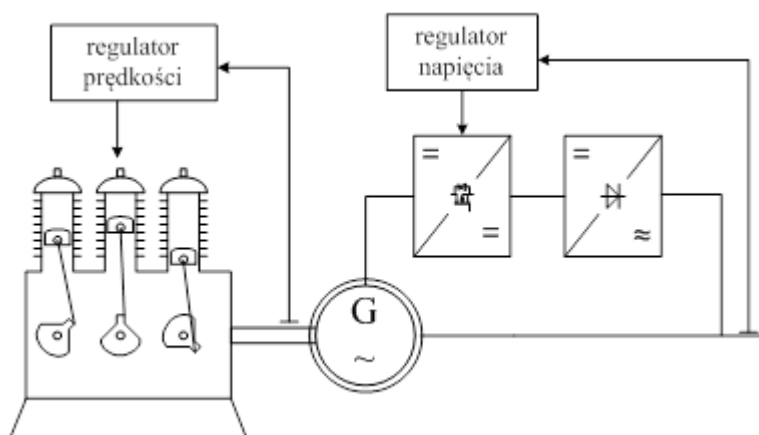 regulator
prędkości
regulator
napięcia
=
=
=
≈
G
~